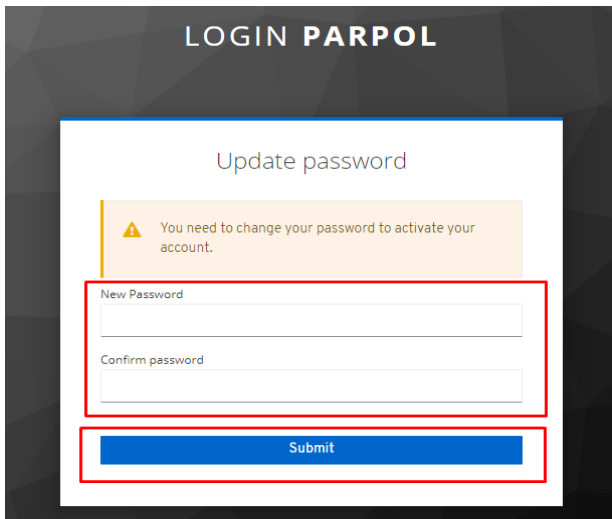 LOGIN PARPOL
Update password
You need to change your password to activate your
account.
New Password
Confirm password
Submit